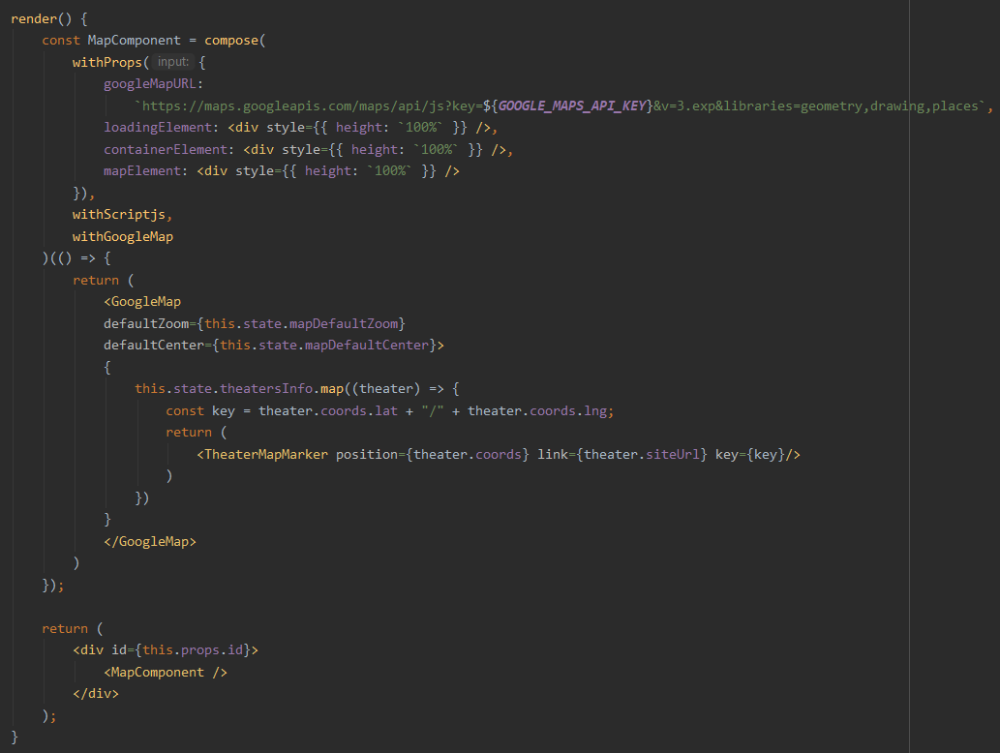 render() {
    const MapComponent = compose(
        withProps( input: {
            googleMapURL:
                `https://maps.googleapis.com/maps/api/js?key=${GOOGLE_MAPS_API_KEY}&v=3.exp&libraries=geometry,drawing,places`,
            loadingElement: <div style={{ height: `100%` }} />,
            containerElement: <div style={{ height: `100%` }} />,
            mapElement: <div style={{ height: `100%` }} />
        }),
        withScriptjs,
        withGoogleMap
    )(() => {
        return (
            <GoogleMap
            defaultZoom={this.state.mapDefaultZoom}
            defaultCenter={this.state.mapDefaultCenter}>
            {
                this.state.theatersInfo.map((theater) => {
                    const key = theater.coords.lat + "/" + theater.coords.lng;
                    return (
                        <TheaterMapMarker position={theater.coords} link={theater.siteUrl} key={key}/>
                    )
                })
            }
            </GoogleMap>
        )
    });
    return (
        <div id={this.props.id}>
            <MapComponent />
        </div>
    );
}